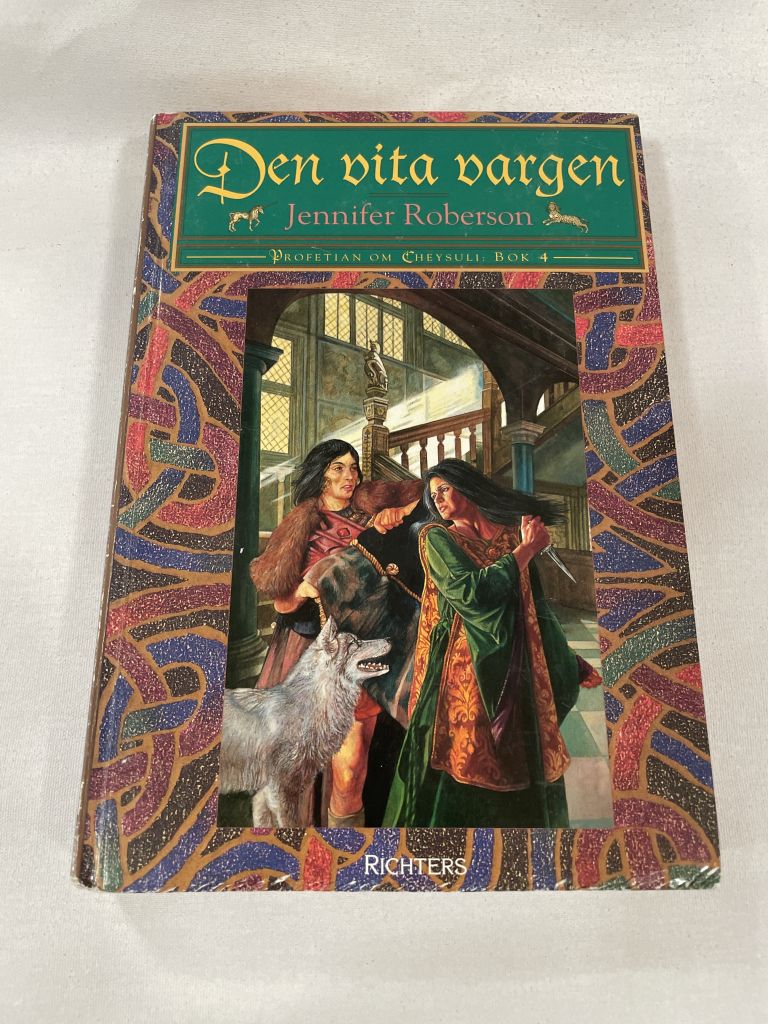 Den vita vargen
Jennifer Roberson
Profetian om Cheysuli: Bok 4
Richters